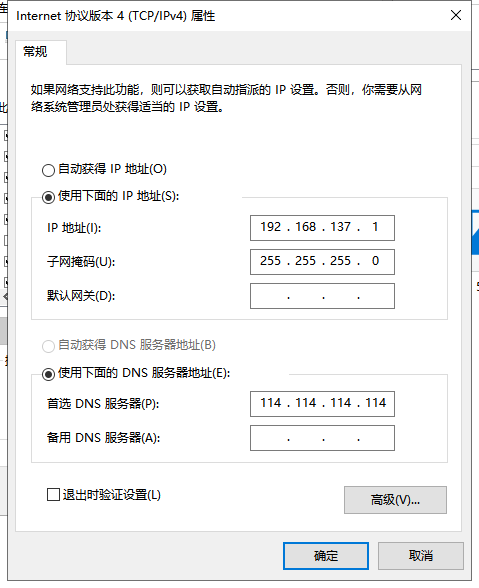 Internet 协议版本 4 (TCP/IPv4) 属性
常规
如果网络支持此功能，则可以获取自动指派的 IP 设置。否则，你需要从网
络系统管理员处获得适当的 IP 设置。
自动获得 IP 地址(O)
使用下面的 IP 地址(S):
IP 地址(I): 192 . 168 . 137 . 1
子网掩码(U): 255 . 255 . 255 . 0
默认网关(D): . . .
自动获得 DNS 服务器地址(B)
使用下面的 DNS 服务器地址(E):
首选 DNS 服务器(P): 114 . 114 . 114 . 114
备用 DNS 服务器(A): . . .
退出时验证设置(L)
高级(V)...
确定 取消